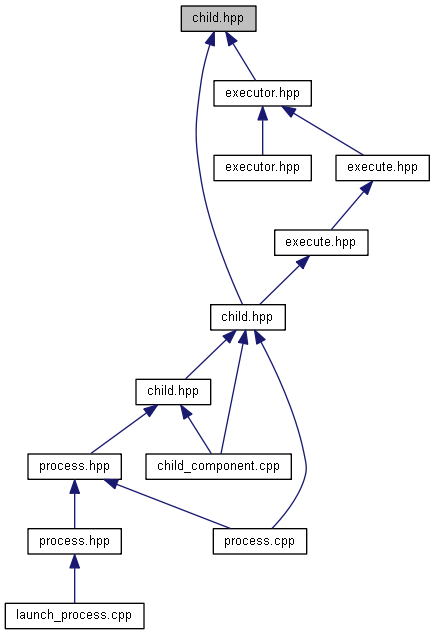 child.hpp
executor.hpp
executor.hpp
execute.hpp
execute.hpp
child.hpp
child.hpp
process.hpp
child_component.cpp
process.hpp
process.cpp
launch_process.cpp